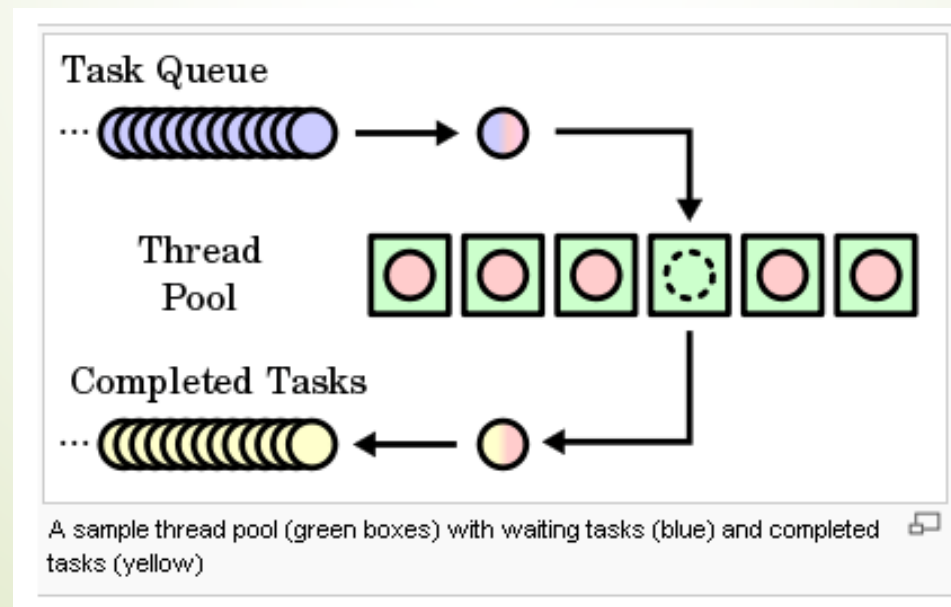 Task Queue
...
Thread
Pool
Completed Tasks
...
A sample thread pool (green boxes) with waiting tasks (blue) and completed
tasks (yellow)